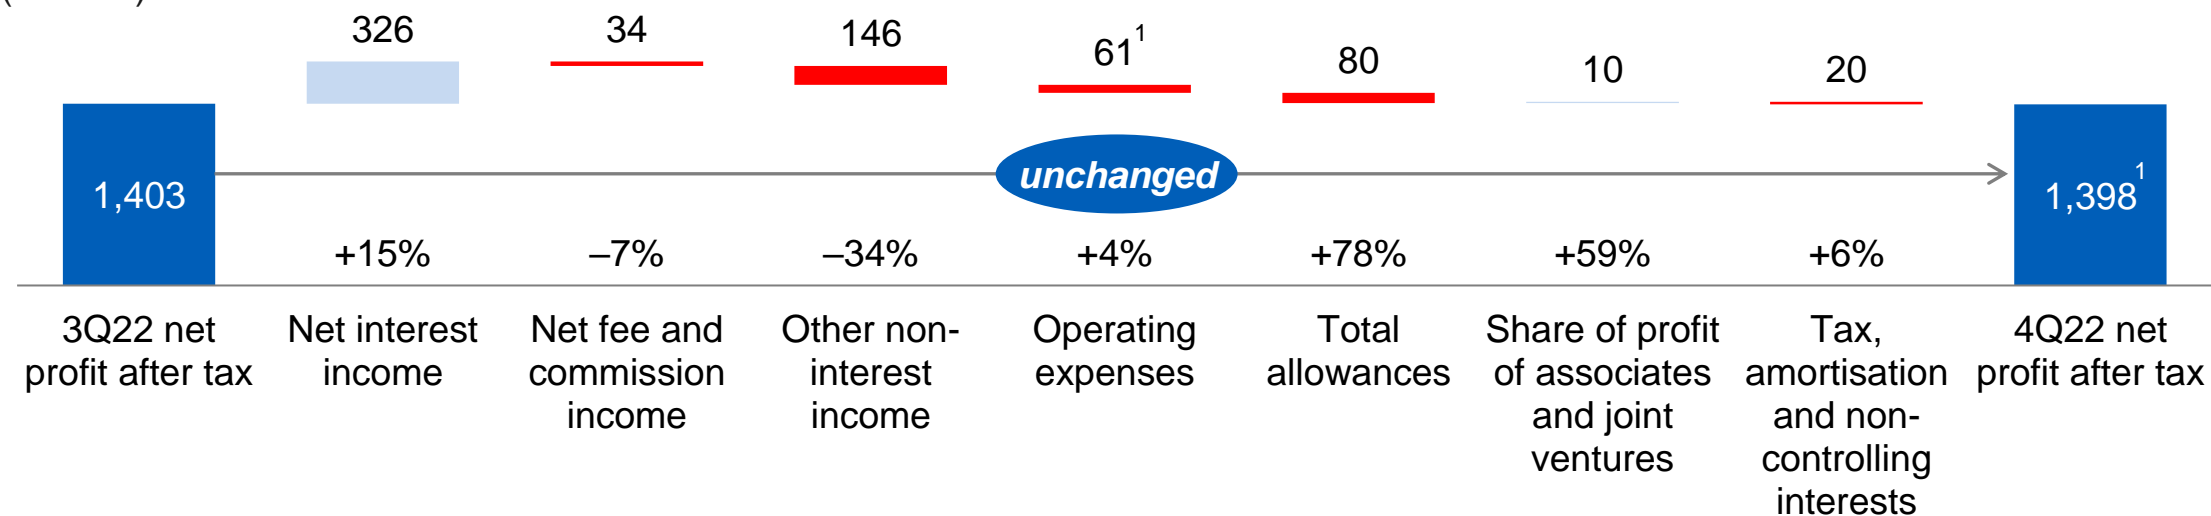 326
34
146
61¹
80
10
20
1,403
unchanged
1,398¹
+15%
–7%
–34%
+4%
+78%
+59%
+6%
3Q22 net
profit after tax
Net interest
income
Net fee and
commission
income
Other non-
interest
income
Operating
expenses
Total
allowances
Share of profit
of associates
and joint
ventures
Tax,
amortisation
and non-
controlling
interests
4Q22 net
profit after tax